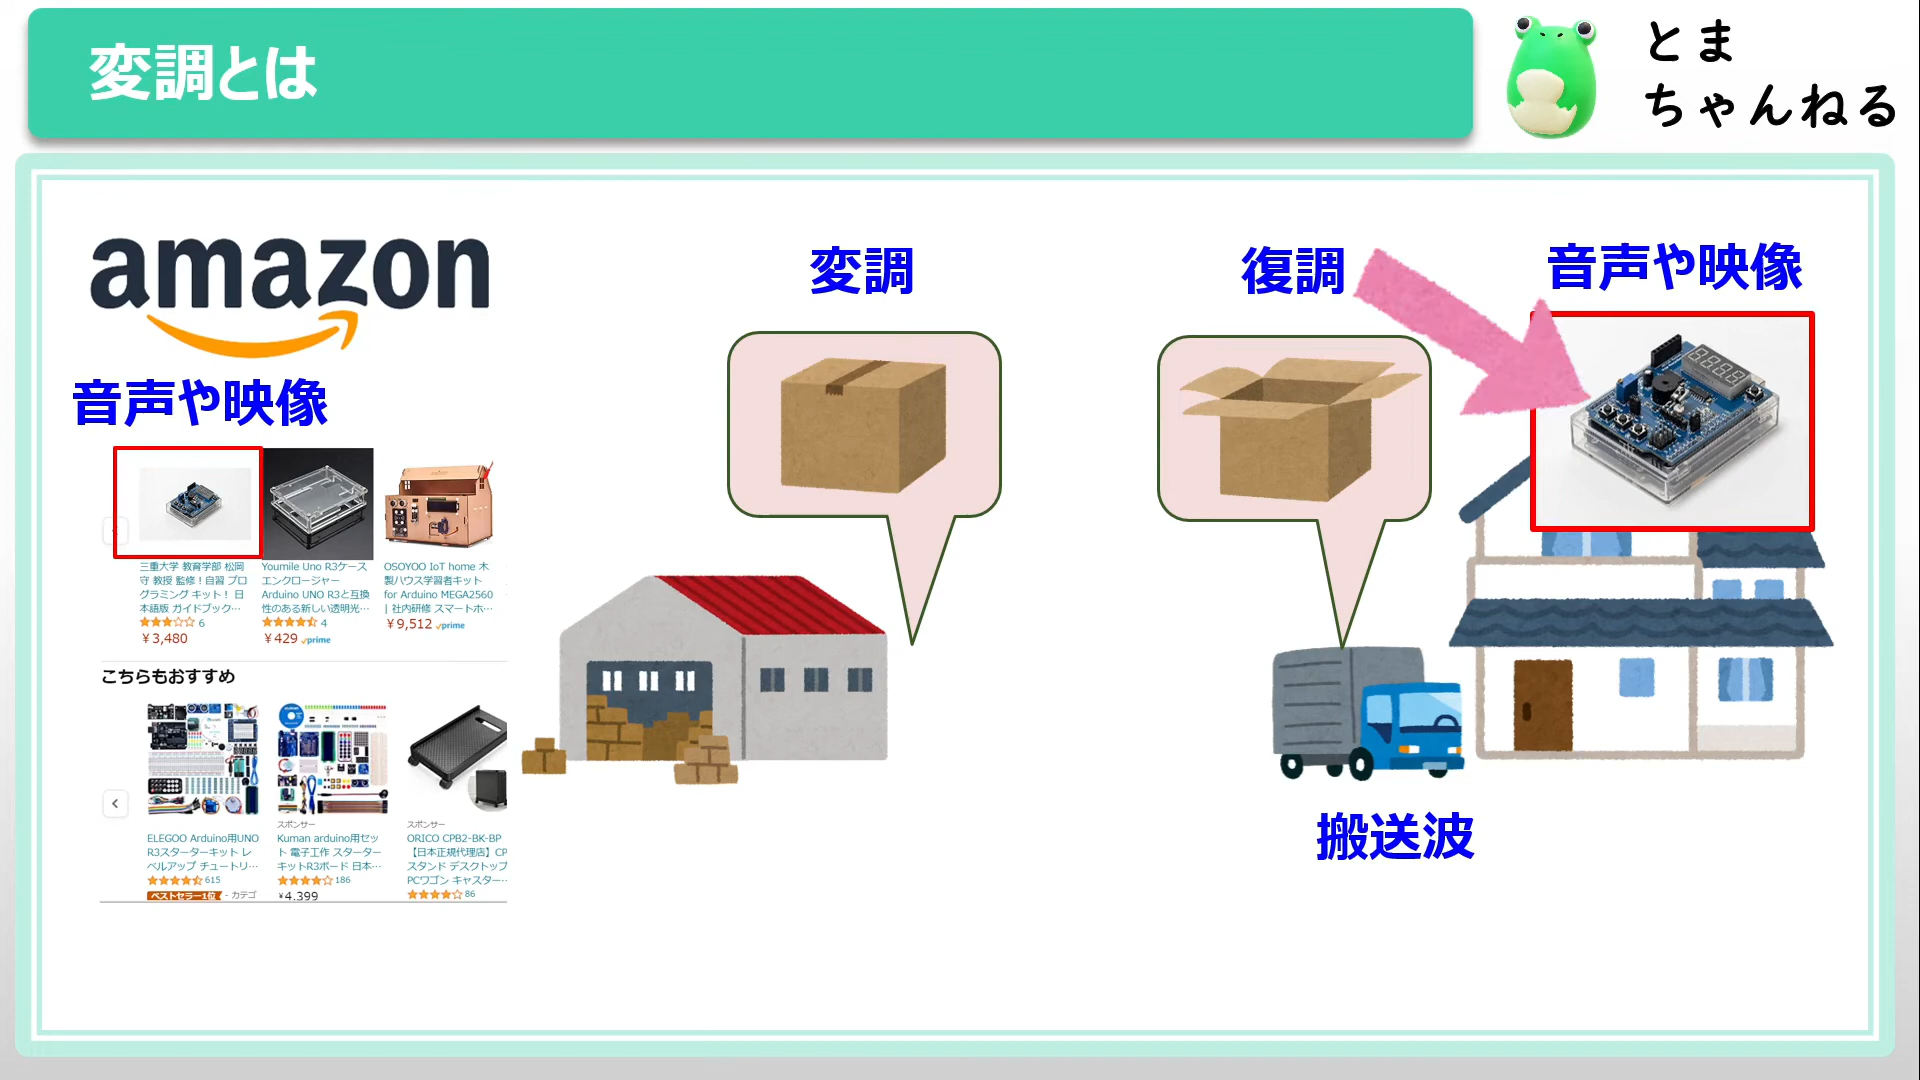 変調とは
とま
ちゃんねる
amazon
音声や映像
変調
復調
音声や映像
三重大学 教育学部 松岡
守 教授 監修！自習 プロ
グラミング キット！ 日
本語版 ガイドブック…
6
￥3,480
Youmile Uno R3ケース
エンクロージャー
Arduino UNO R3と互換
性のある新しい透明光…
4
￥429 prime
OSOYOO IoT home 木
製ハウス学習者キット
for Arduino MEGA2560
| 社内研修 スマートホ…
￥9,512 prime
こちらもおすすめ
ELEGOO Arduino用UNO
R3スターターキット レ
ベルアップ チュートリ…
615
ベストセラー1位 - カテゴ
スポンサー
Kuman arduino用セッ
ト 電子工作 スターター
キットR3ボード 日本…
186
¥4,399
スポンサー
ORICO CPB2-BK-BP
【日本正規代理店】CP
スタンド デスクトップ
PCワゴン キャスター…
86
搬送波